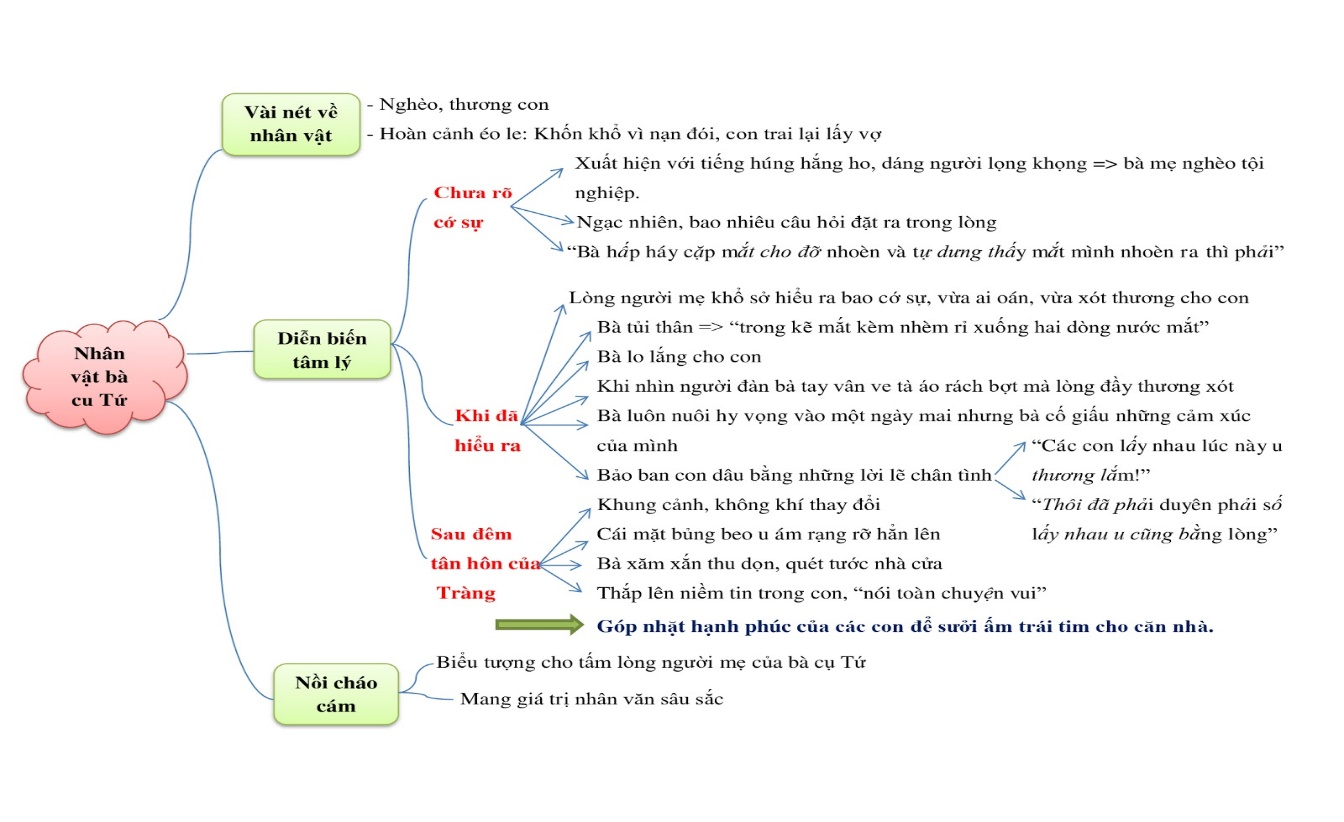 Vài nét về
nhân vật
- Nghèo, thương con
- Hoàn cảnh éo le: Khốn khổ vì nạn đói, con trai lại lấy vợ
Nhân
vật bà
cu Tứ
Diễn biến
tâm lý
Chưa rõ
cớ sự
Xuất hiện với tiếng húng hắng ho, dáng người lọng khọng => bà mẹ nghèo tội
nghiệp.
Ngạc nhiên, bao nhiêu câu hỏi đặt ra trong lòng
“Bà hấp háy cặp mắt cho đỡ nhoèn và tự dưng thấy mắt mình nhoèn ra thì phải”
Khi đã
hiểu ra
Lòng người mẹ khổ sở hiểu ra bao cớ sự, vừa ai oán, vừa xót thương cho con
Bà tủi thân => “trong kẽ mắt kèm nhèm rỉ xuống hai dòng nước mắt”
Bà lo lắng cho con
Khi nhìn người đàn bà tay vân ve tà áo rách bợt mà lòng đầy thương xót
Bà luôn nuôi hy vọng vào một ngày mai nhưng bà cố giấu những cảm xúc
của mình
Bảo ban con dâu bằng những lời lẽ chân tình
“Các con lấy nhau lúc này u
thương lắm!”
“Thôi đã phải duyên phải số
lấy nhau u cũng bằng lòng”
Sau đêm
tân hôn của
Tràng
Khung cảnh, không khí thay đổi
Cái mặt bủng beo u ám rạng rỡ hẳn lên
Bà xăm xắn thu dọn, quét tước nhà cửa
Thắp lên niềm tin trong con, “nói toàn chuyện vui”
Góp nhặt hạnh phúc của các con để sưởi ấm trái tim cho căn nhà.
Nồi cháo
cám
Biểu tượng cho tấm lòng người mẹ của bà cụ Tứ
Mang giá trị nhân văn sâu sắc